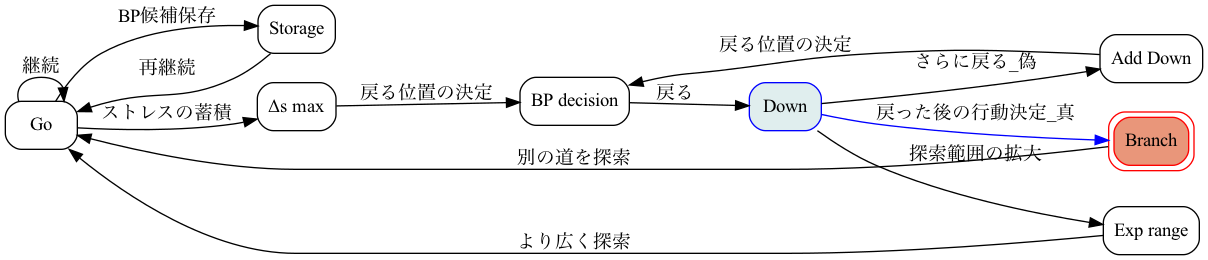 BP候補保存
Storage
継続
再継続
Go
ストレスの蓄積
Δs max
戻る位置の決定
BP decision
戻る
Down
戻る位置の決定
さらに戻る_偽
Add Down
戻った後の行動決定_真
Branch
別の道を探索
探索範囲の拡大
より広く探索
Exp range